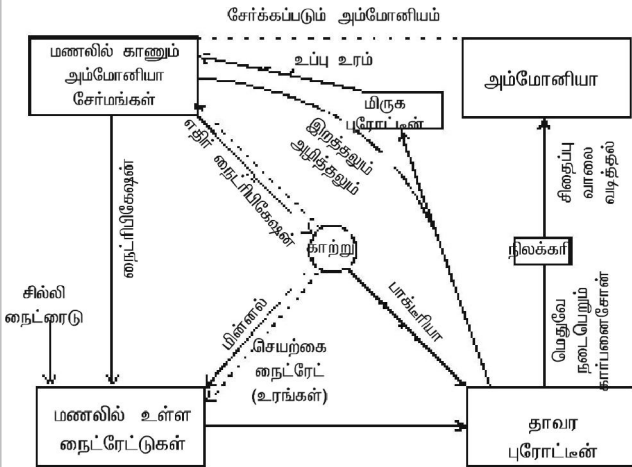 சேர்க்கப்படும் அம்மோனியம்
மணலில் காணும்
அம்மோனியா
சேர்மங்கள்
உப்பு உரம்
மிருக
புரோட்டீன்
அம்மோனியா
இறத்தலும்
அழித்தலும்
எதிர் நைடரிபிகேஷன்
நைட்ரிபிகேஷன்
காற்று
சிதைப்பு
வாலை
வடித்தல்
நிலக்கரி
மெதுவே
நடைபெறும்
கார்பனைசோன்
சில்லி
நைட்ரைடு
மின்னல்
பாக்டீரியா
செயற்கை
நைட்ரேட்
(உரங்கள்)
மணலில் உள்ள
நைட்ரேட்டுகள்
தாவர
புரோட்டீன்